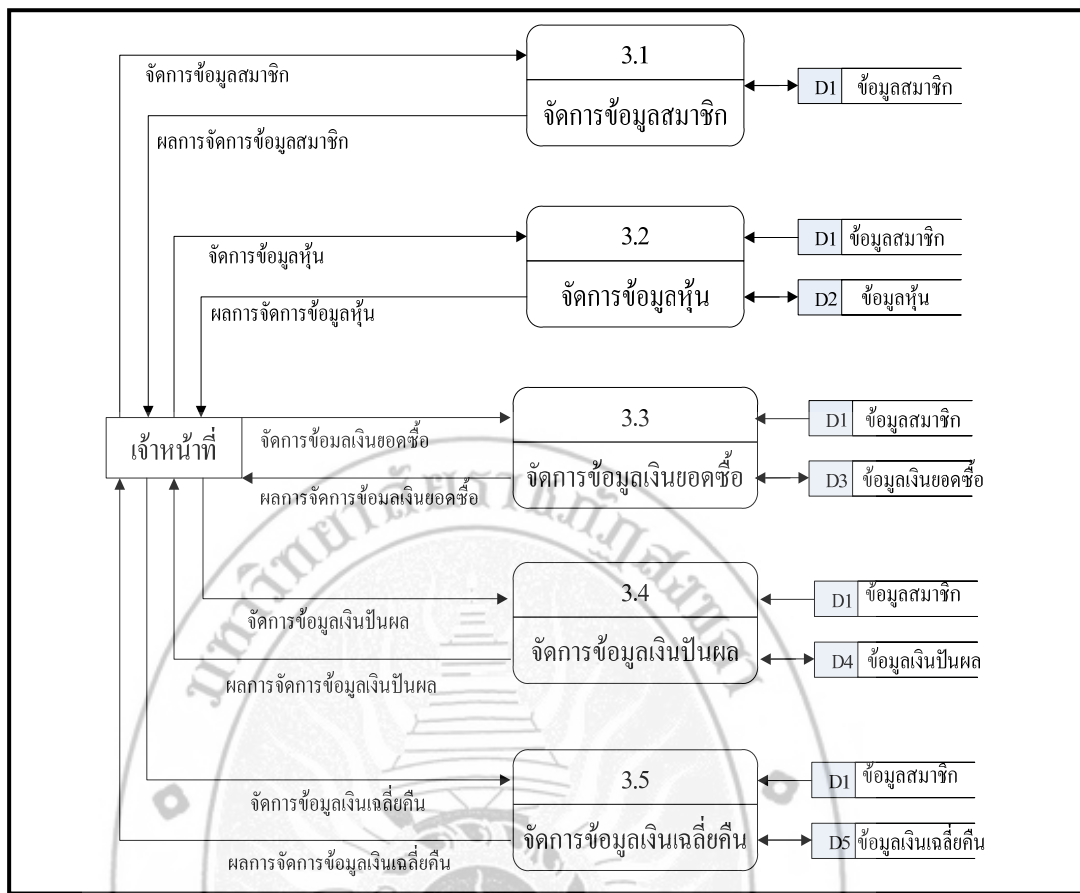 3.1
จัดการข้อมูลสมาชิก
D1 ข้อมูลสมาชิก
จัดการข้อมูลสมาชิก
ผลการจัดการข้อมูลสมาชิก
3.2
จัดการข้อมูลหุ้น
D1 ข้อมูลสมาชิก
D2 ข้อมูลหุ้น
จัดการข้อมูลหุ้น
ผลการจัดการข้อมูลหุ้น
เจ้าหน้าที่
3.3
จัดการข้อมูลเงินยอดซื้อ
D1 ข้อมูลสมาชิก
D3 ข้อมูลเงินยอดซื้อ
จัดการข้อมลเงินยอดซื้อ
ผลการจัดการข้อมลเงินยอดซื้อ
มหาวิทยาลัยราชภัฏสงขลา
3.4
จัดการข้อมูลเงินปันผล
D1 ข้อมูลสมาชิก
D4 ข้อมูลเงินปันผล
จัดการข้อมูลเงินปันผล
ผลการจัดการข้อมูลเงินปันผล
3.5
จัดการข้อมูลเงินเฉลี่ยคืน
D1 ข้อมูลสมาชิก
D5 ข้อมูลเงินเฉลี่ยคืน
จัดการข้อมูลเงินเฉลี่ยคืน
ผลการจัดการข้อมูลเงินเฉลี่ยคืน